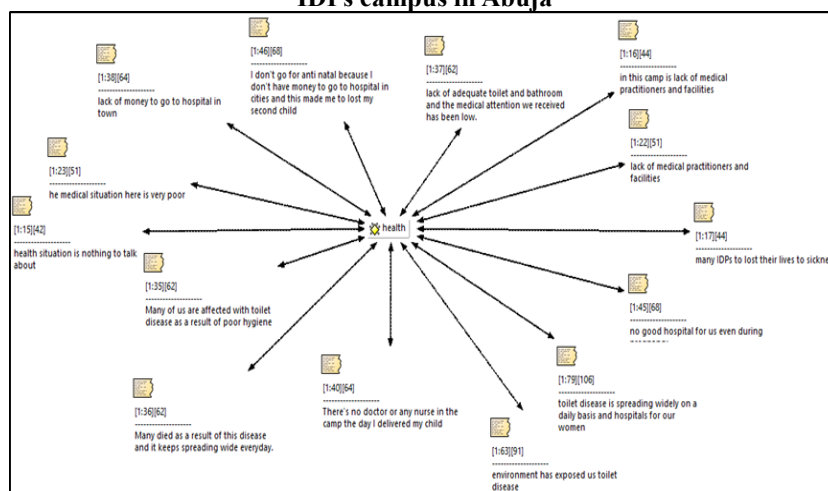 IDPs campus in Abuja
[1:46][68]
--------------------
I don't go for anti natal because I
don't have money to go to hospital in
cities and this made me to lost my
second child
[1:16][44]
--------------------
in this camp is lack of medical
practitioners and facilities
[1:38][64]
--------------------
lack of money to go to hospital in
town
[1:37][62]
--------------------
lack of adequate toilet and bathroom
and the medical attention we received
has been low.
[1:22][51]
--------------------
lack of medical practitioners and
facilities
[1:23][51]
--------------------
he medical situation here is very poor
[1:15][42]
--------------------
health situation is nothing to talk
about
health
[1:17][44]
--------------------
many IDPs to lost their lives to sickne
[1:35][62]
--------------------
Many of us are affected with toilet
disease as a result of poor hygiene
[1:45][68]
--------------------
no good hospital for us even during
[1:36][62]
--------------------
Many died as a result of this disease
and it keeps spreading wide everyday.
[1:40][64]
--------------------
There's no doctor or any nurse in the
camp the day I delivered my child
[1:79][106]
--------------------
toilet disease is spreading widely on a
daily basis and hospitals for our
women
[1:63][91]
--------------------
environment has exposed us toilet
disease